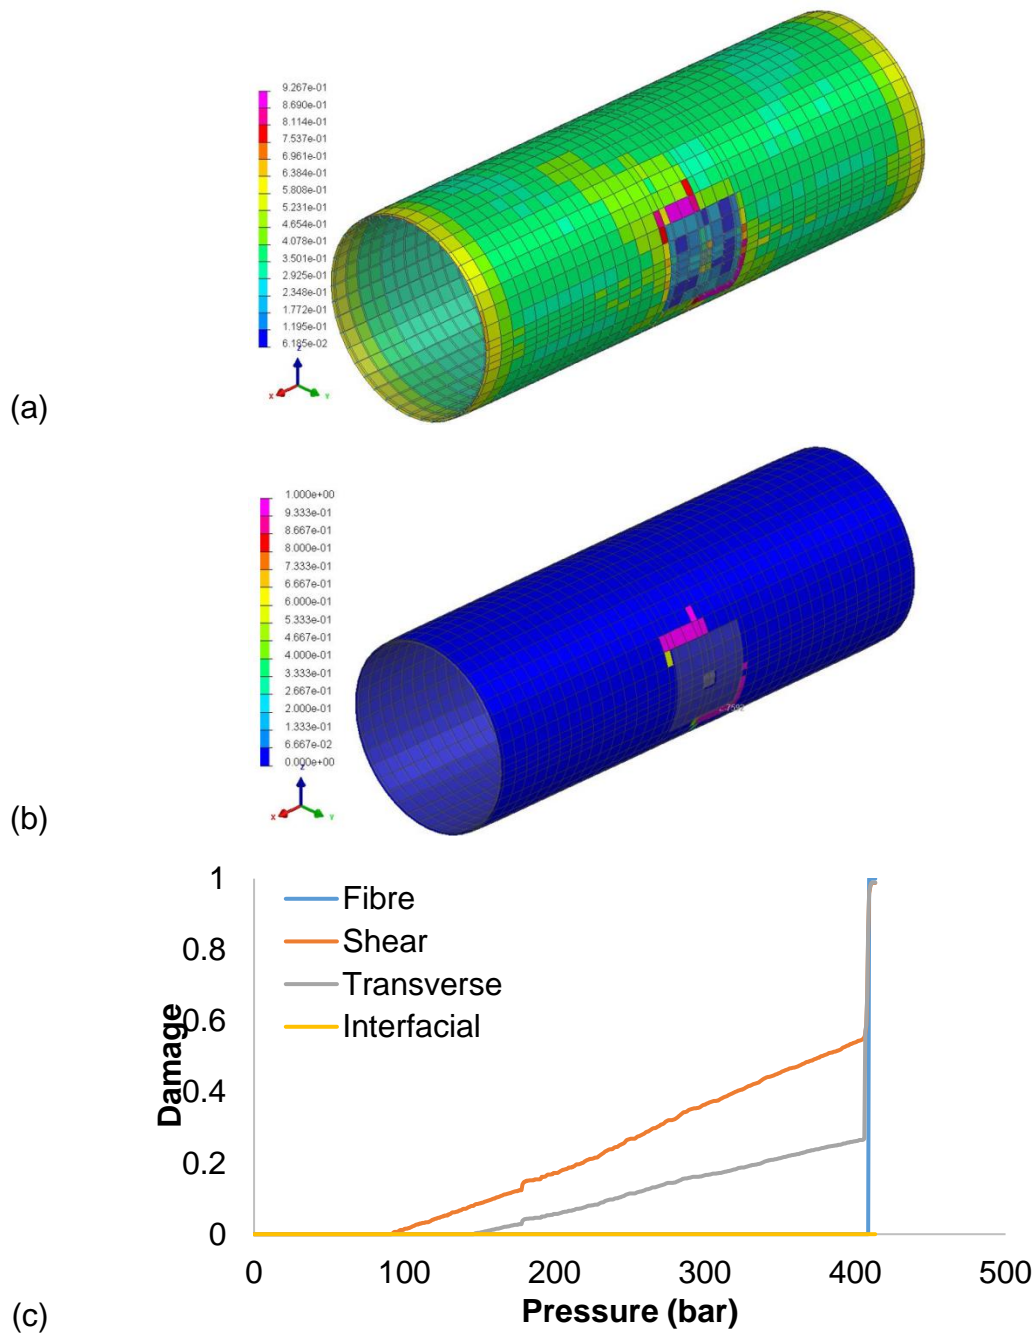 9.267e-01
8.690e-01
8.114e-01
7.537e-01
6.961e-01
6.384e-01
5.808e-01
5.231e-01
4.654e-01
4.078e-01
3.501e-01
2.925e-01
2.348e-01
1.772e-01
1.195e-01
6.185e-02
Z
X
Y
(a)
1.000e+00
9.333e-01
8.667e-01
8.000e-01
7.333e-01
6.667e-01
6.000e-01
5.333e-01
4.667e-01
4.000e-01
3.333e-01
2.667e-01
2.000e-01
1.333e-01
6.667e-02
0.000e+00
Z
X
Y
(b)
1
0.8
0.6
0.4
0.2
0
Damage
Fibre
Shear
Transverse
Interfacial
0 100 200 300 400 500
Pressure (bar)
(c)